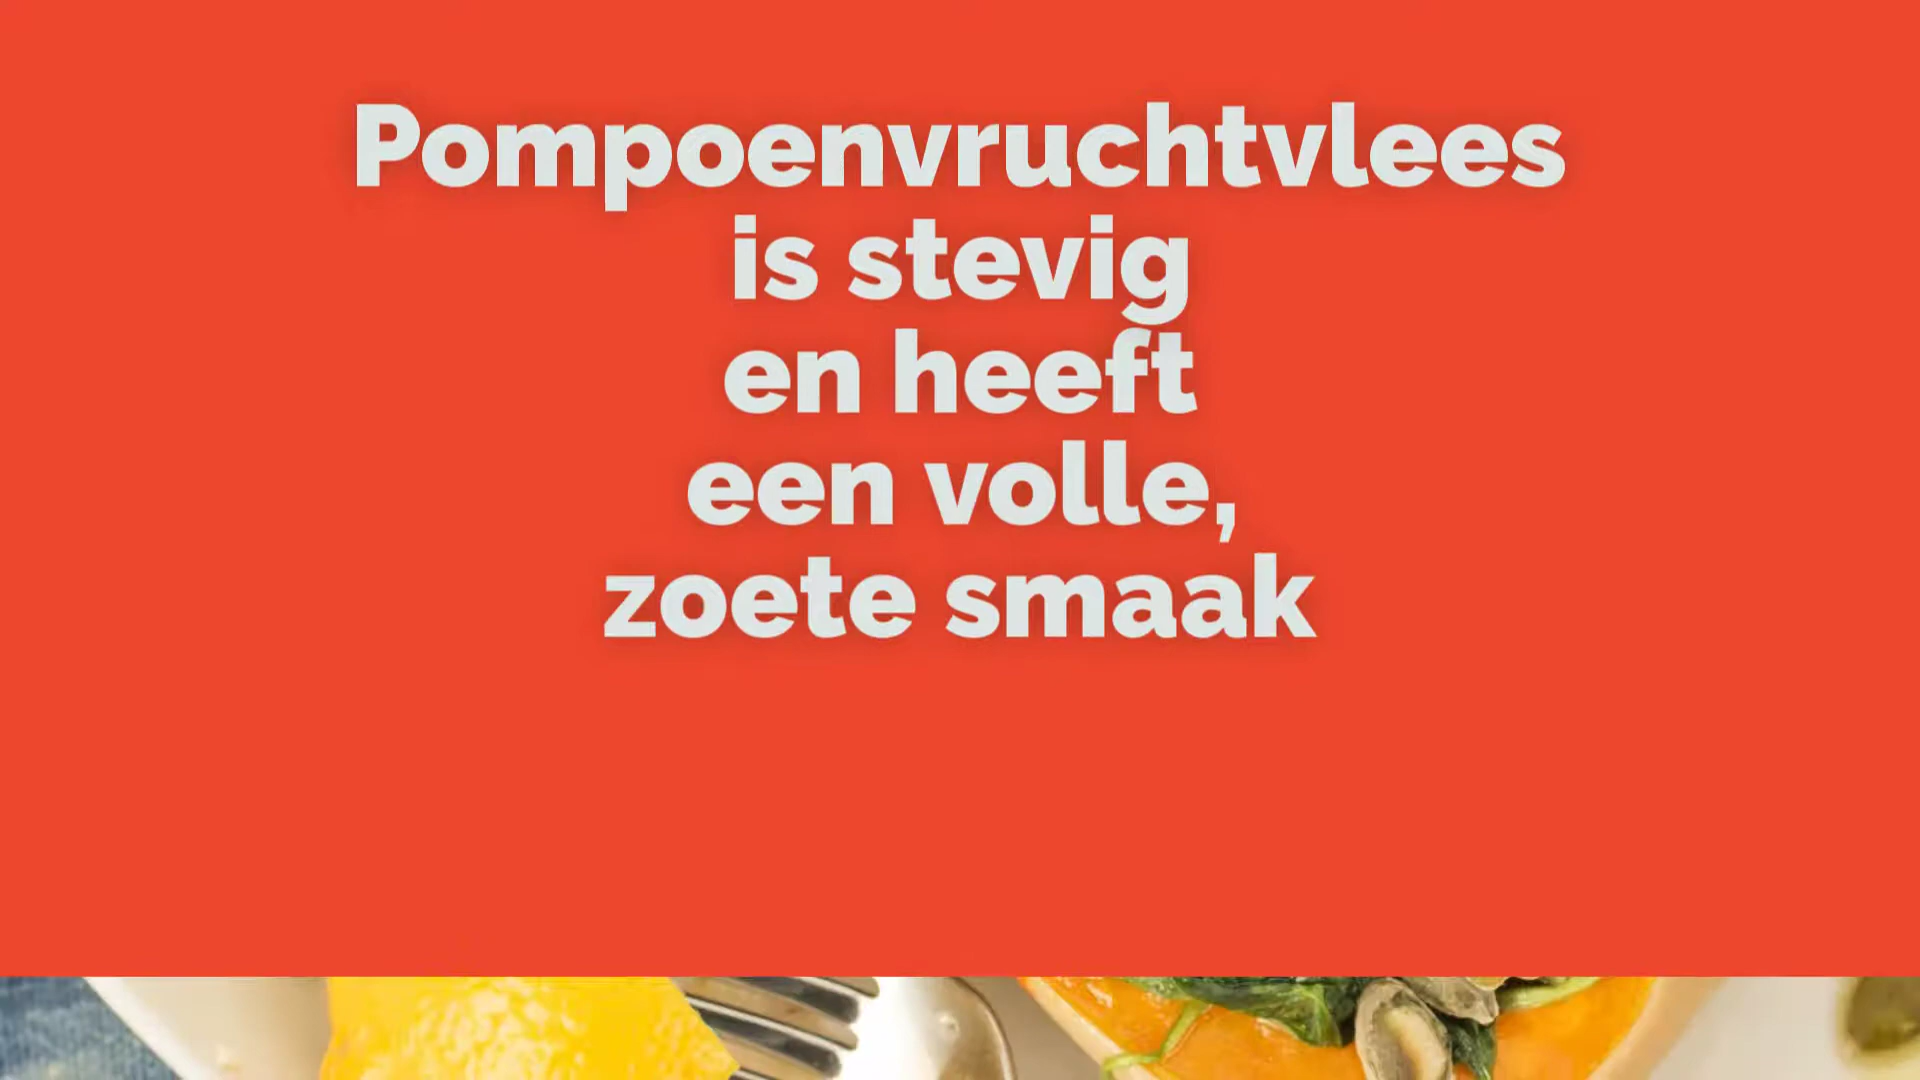 Pompoenvruchtvlees
is stevig
en heeft
een volle,
zoete smaak